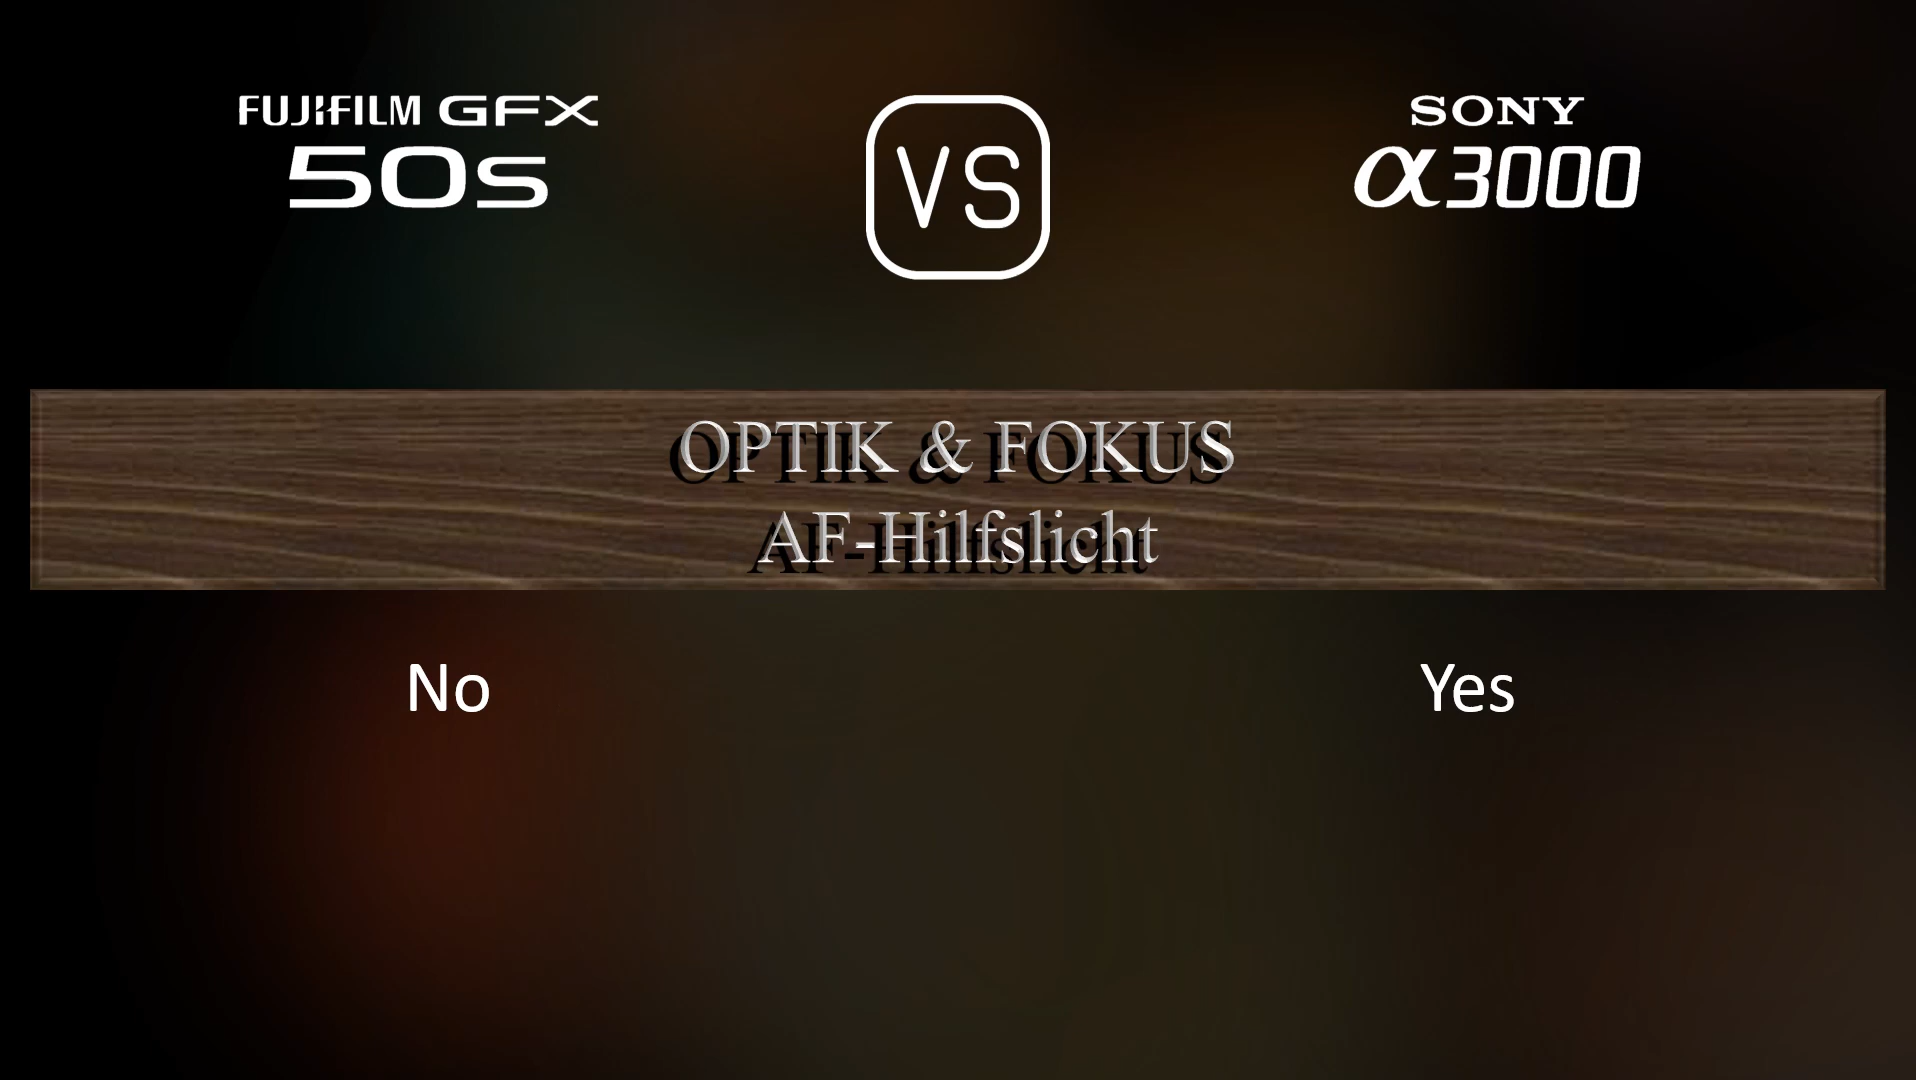 FUJIFILM GFX
50S
VS
SONY
α3000
OPTIK & FOKUS
AF-Hilfslicht
No
Yes